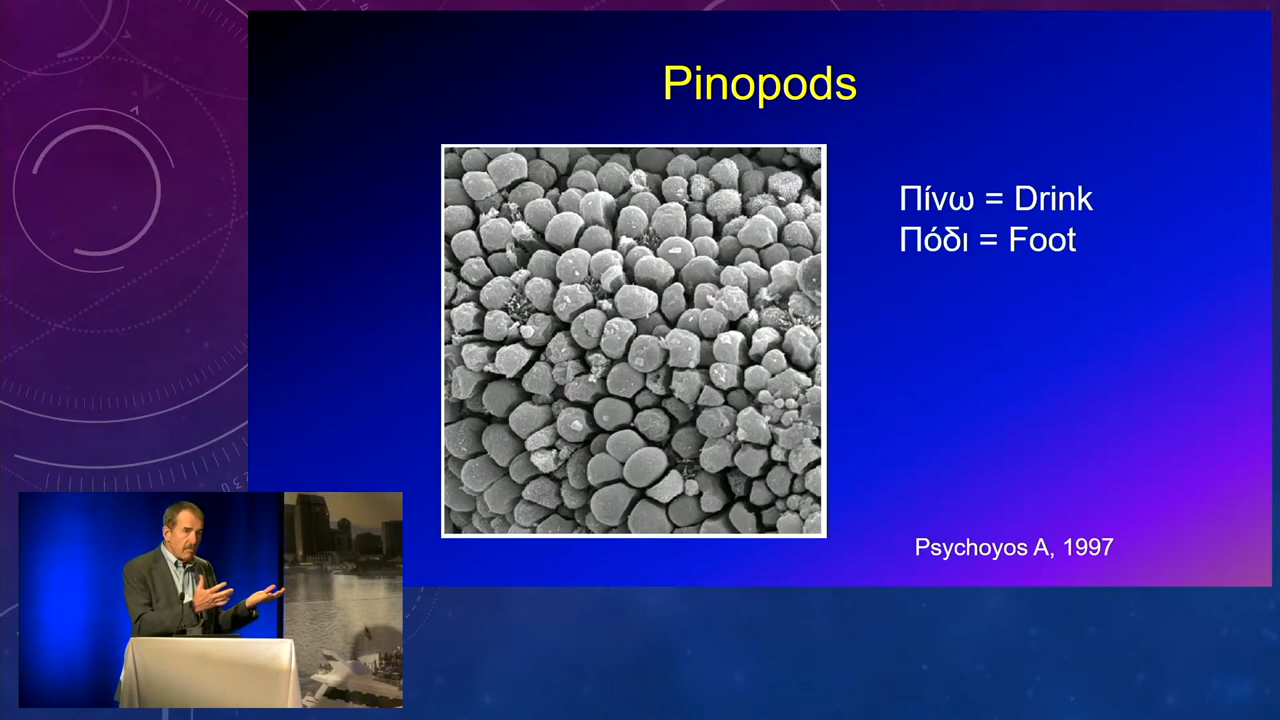 Pinopods
Πίνω = Drink
Πόδι = Foot
Psychoyos A, 1997